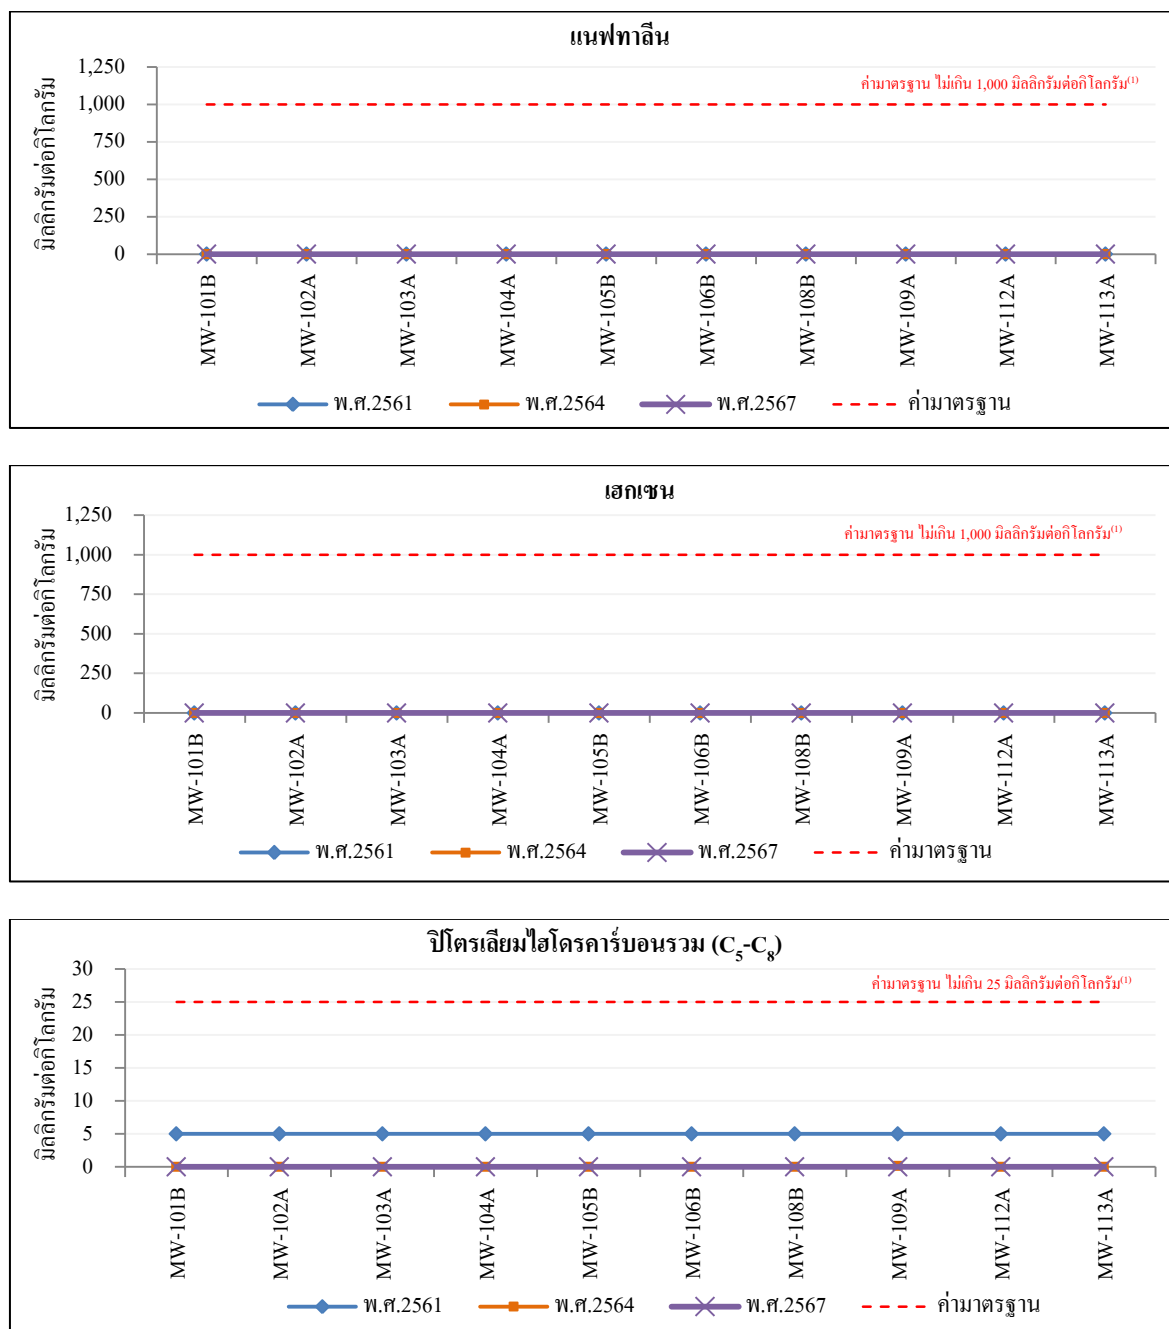 แนฟทาลีน
มิลลิกรัมต่อกิโลกรัม
1,250
1,000
750
500
250
0
ค่ามาตรฐาน ไม่เกิน 1,000 มิลลิกรัมต่อกิโลกรัม⁽¹⁾
MW-101B
MW-102A
MW-103A
MW-104A
MW-105B
MW-106B
MW-108B
MW-109A
MW-112A
MW-113A
พ.ศ.2561 พ.ศ.2564 พ.ศ.2567 ค่ามาตรฐาน
เฮกเซน
มิลลิกรัมต่อกิโลกรัม
1,250
1,000
750
500
250
0
ค่ามาตรฐาน ไม่เกิน 1,000 มิลลิกรัมต่อกิโลกรัม⁽¹⁾
MW-101B
MW-102A
MW-103A
MW-104A
MW-105B
MW-106B
MW-108B
MW-109A
MW-112A
MW-113A
พ.ศ.2561 พ.ศ.2564 พ.ศ.2567 ค่ามาตรฐาน
ปิโตรเลียมไฮโดรคาร์บอนรวม (C₅-C₈)
มิลลิกรัมต่อกิโลกรัม
30
25
20
15
10
5
0
ค่ามาตรฐาน ไม่เกิน 25 มิลลิกรัมต่อกิโลกรัม⁽¹⁾
MW-101B
MW-102A
MW-103A
MW-104A
MW-105B
MW-106B
MW-108B
MW-109A
MW-112A
MW-113A
พ.ศ.2561 พ.ศ.2564 พ.ศ.2567 ค่ามาตรฐาน